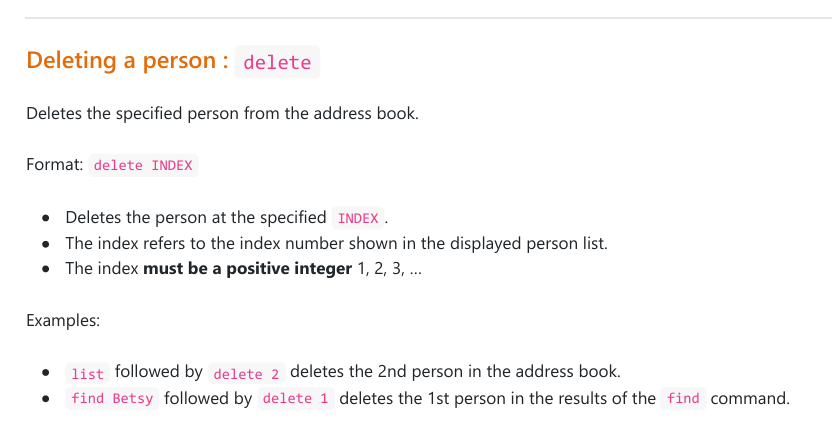 Deleting a person : delete
Deletes the specified person from the address book.
Format: delete INDEX
● Deletes the person at the specified INDEX .
● The index refers to the index number shown in the displayed person list.
● The index must be a positive integer 1, 2, 3, …
Examples:
● list followed by delete 2 deletes the 2nd person in the address book.
● find Betsy followed by delete 1 deletes the 1st person in the results of the find command.